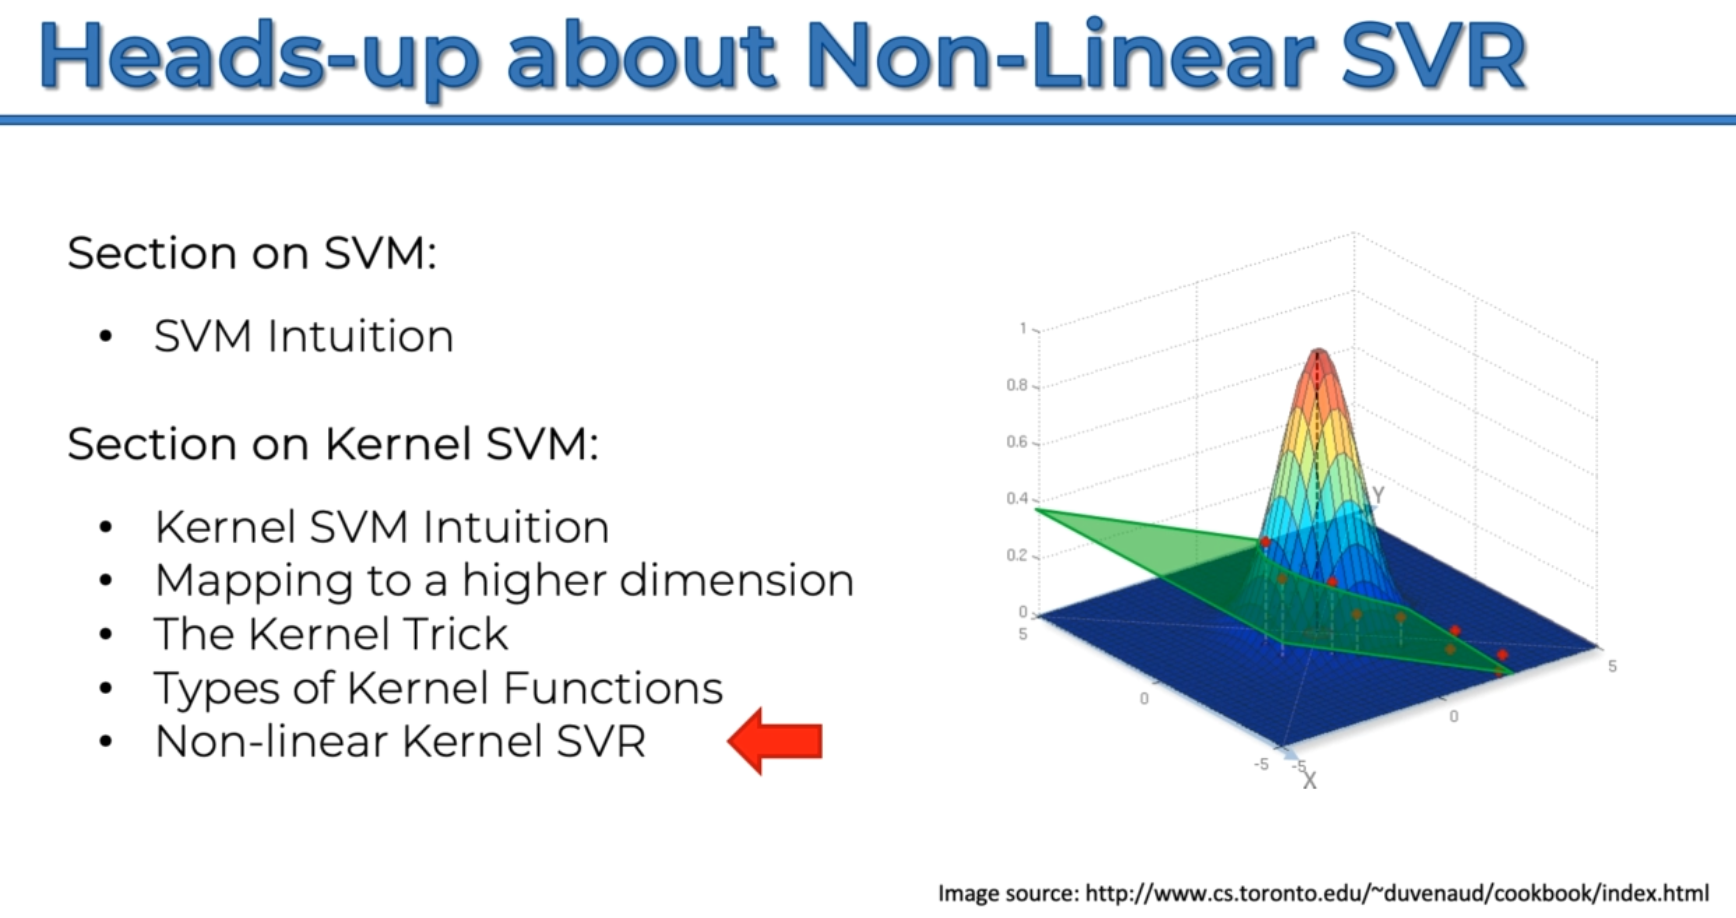 Heads-up about Non-Linear SVR
Section on SVM:
• SVM Intuition
Section on Kernel SVM:
• Kernel SVM Intuition
• Mapping to a higher dimension
• The Kernel Trick
• Types of Kernel Functions
• Non-linear Kernel SVR
1
0.8
0.6
0.4
0.2
0
5
0
-5
-5
0
5
X
Y
Image source: http://www.cs.toronto.edu/~duvenaud/cookbook/index.html